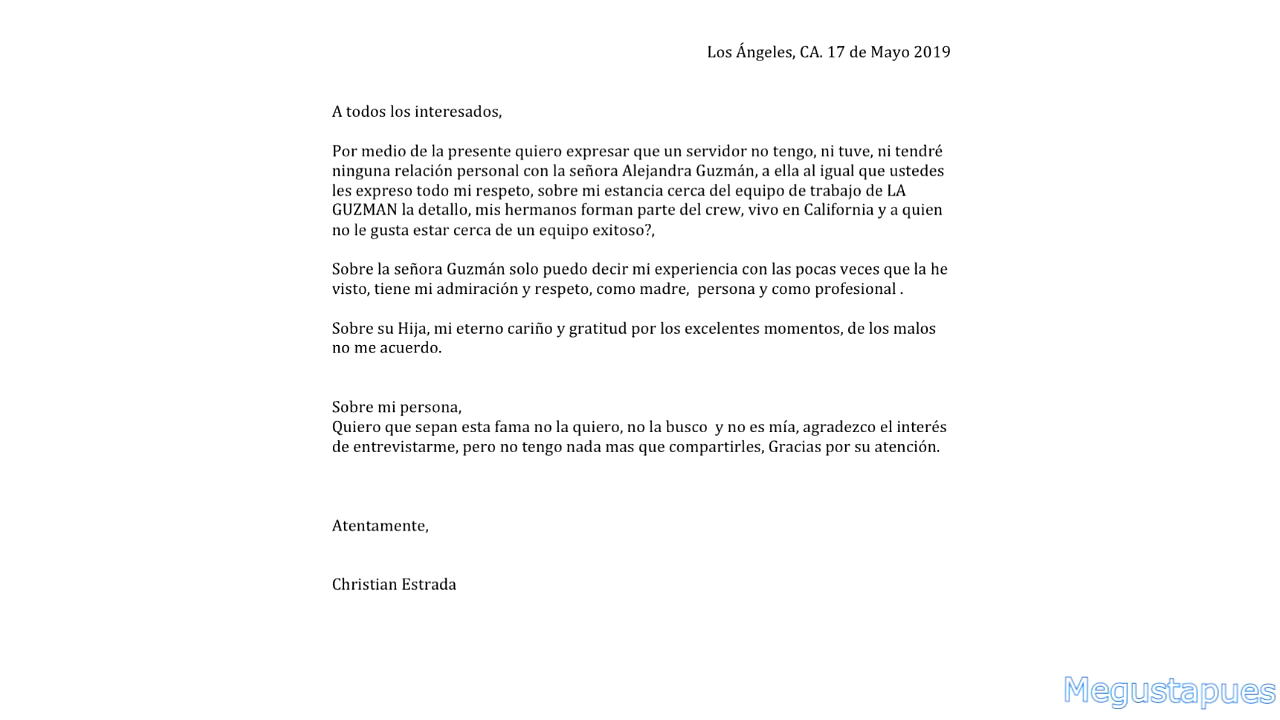 Los Ángeles, CA. 17 de Mayo 2019
A todos los interesados,
Por medio de la presente quiero expresar que un servidor no tengo, ni tuve, ni tendré
ninguna relación personal con la señora Alejandra Guzmán, a ella al igual que ustedes
les expreso todo mi respeto, sobre mi estancia cerca del equipo de trabajo de LA
GUZMAN la detallo, mis hermanos forman parte del crew, vivo en California y a quien
no le gusta estar cerca de un equipo exitoso?,
Sobre la señora Guzmán solo puedo decir mi experiencia con las pocas veces que la he
visto, tiene mi admiración y respeto, como madre,  persona y como profesional .
Sobre su Hija, mi eterno cariño y gratitud por los excelentes momentos, de los malos
no me acuerdo.
Sobre mi persona,
Quiero que sepan esta fama no la quiero, no la busco  y no es mía, agradezco el interés
de entrevistarme, pero no tengo nada mas que compartirles, Gracias por su atención.
Atentamente,
Christian Estrada
Megustapues